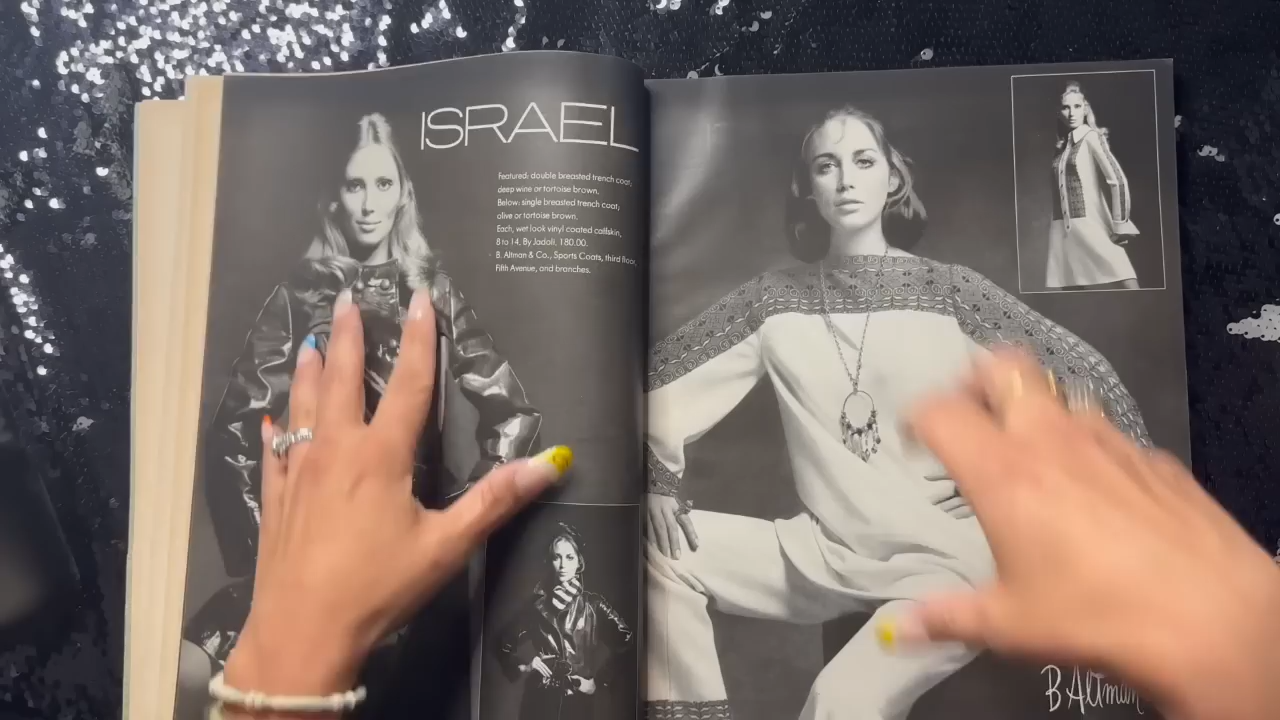 ISRAEL
Featured: double breasted trench coat;
deep wine or tortoise brown.
Below: single breasted trench coat;
olive or tortoise brown.
Each, wet look vinyl coated calfskin,
8 to 14. By Jadoli. 180.00.
B. Altman & Co., Sports Coats, third floor,
Fifth Avenue, and branches.
B Altman